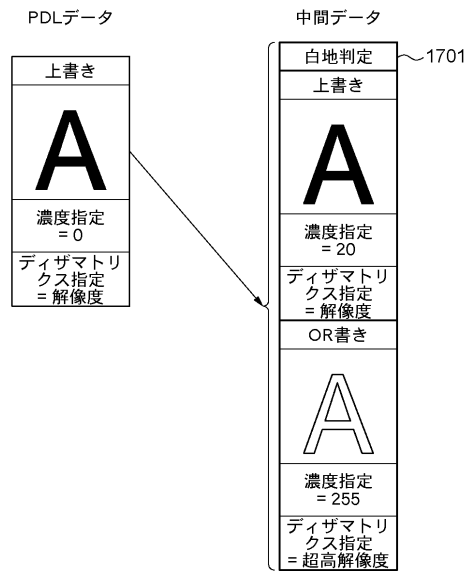 PDLデータ
上書き
A
濃度指定
= 0
ディザマトリ
クス指定
= 解像度
中間データ
白地判定
1701
上書き
A
濃度指定
= 20
ディザマトリ
クス指定
= 解像度
OR書き
A
濃度指定
= 255
ディザマトリ
クス指定
= 超高解像度